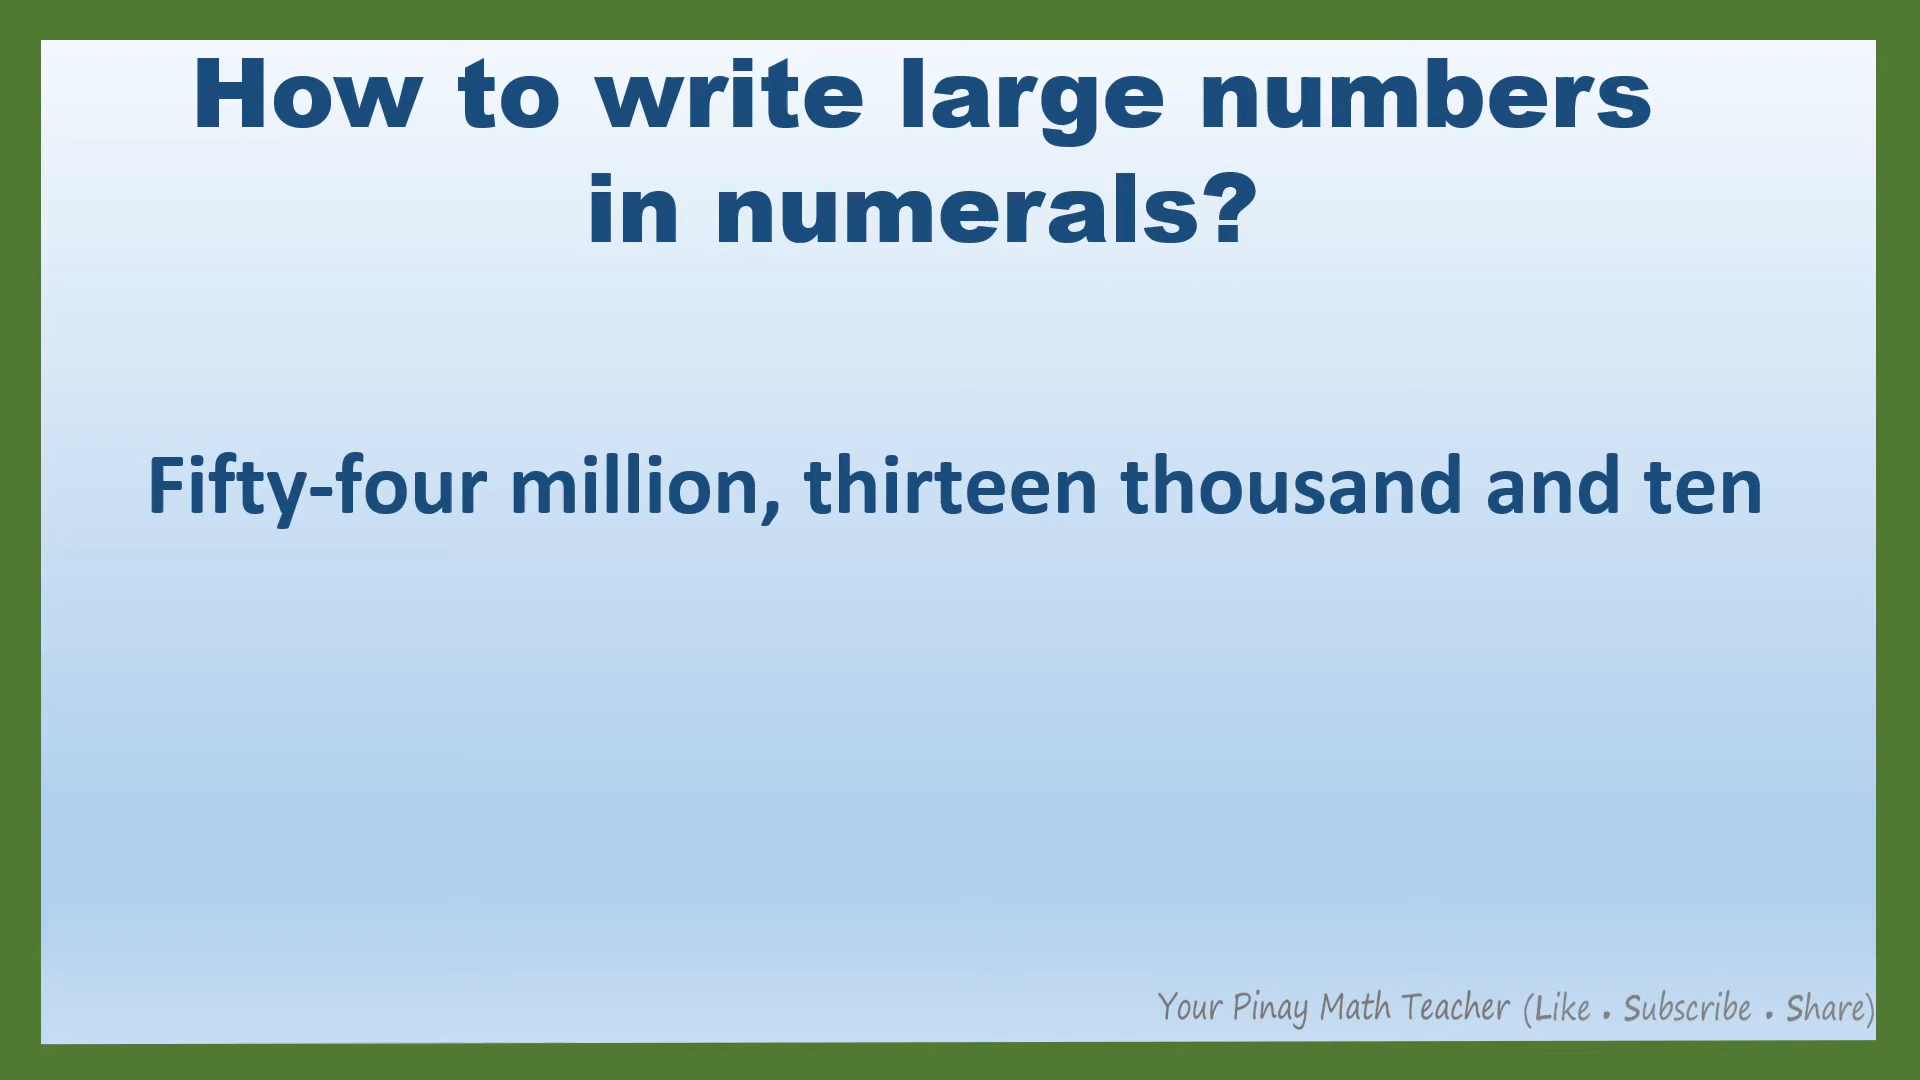 How to write large numbers
in numerals?
Fifty-four million, thirteen thousand and ten
Your Pinay Math Teacher (Like . Subscribe . Share)